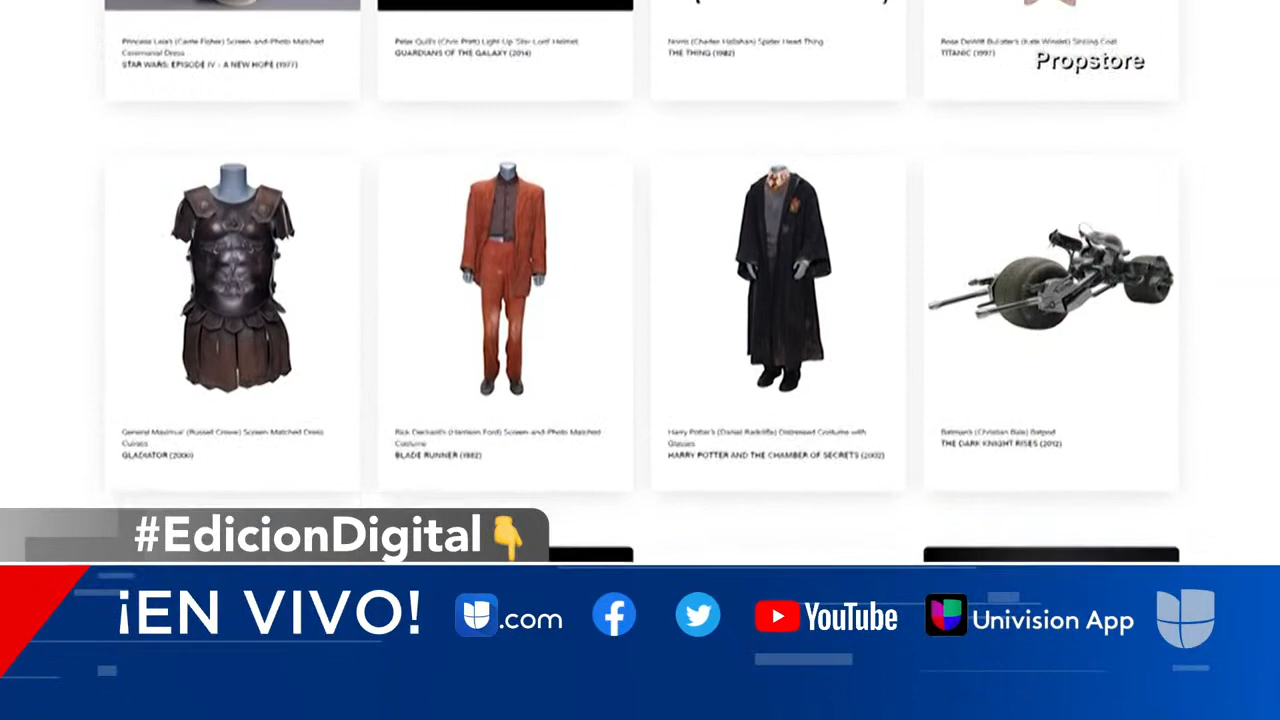 Princess Leia's (Carrie Fisher) Screen-and-Photo Matched
Ceremonial Dress
STAR WARS: EPISODE IV - A NEW HOPE (1977)
Peter Quill's (Chris Pratt) Light-Up "Star-Lord" Helmet
GUARDIANS OF THE GALAXY (2014)
Norris (Charles Hallahan) Spider Head Thing
THE THING (1982)
Rose DeWitt Bukater's (Kate Winslet) Sinking Coat
TITANIC (1997)
Propstore
General Maximus' (Russell Crowe) Screen-Matched Dress
Cuirass
GLADIATOR (2000)
Rick Deckard's (Harrison Ford) Screen-and-Photo Matched
Costume
BLADE RUNNER (1982)
Harry Potter's (Daniel Radcliffe) Distressed Costume with
Glasses
HARRY POTTER AND THE CHAMBER OF SECRETS (2002)
Batman's (Christian Bale) Batpod
THE DARK KNIGHT RISES (2012)
#EdicionDigital
¡EN VIVO!
.com
YouTube
Univision App